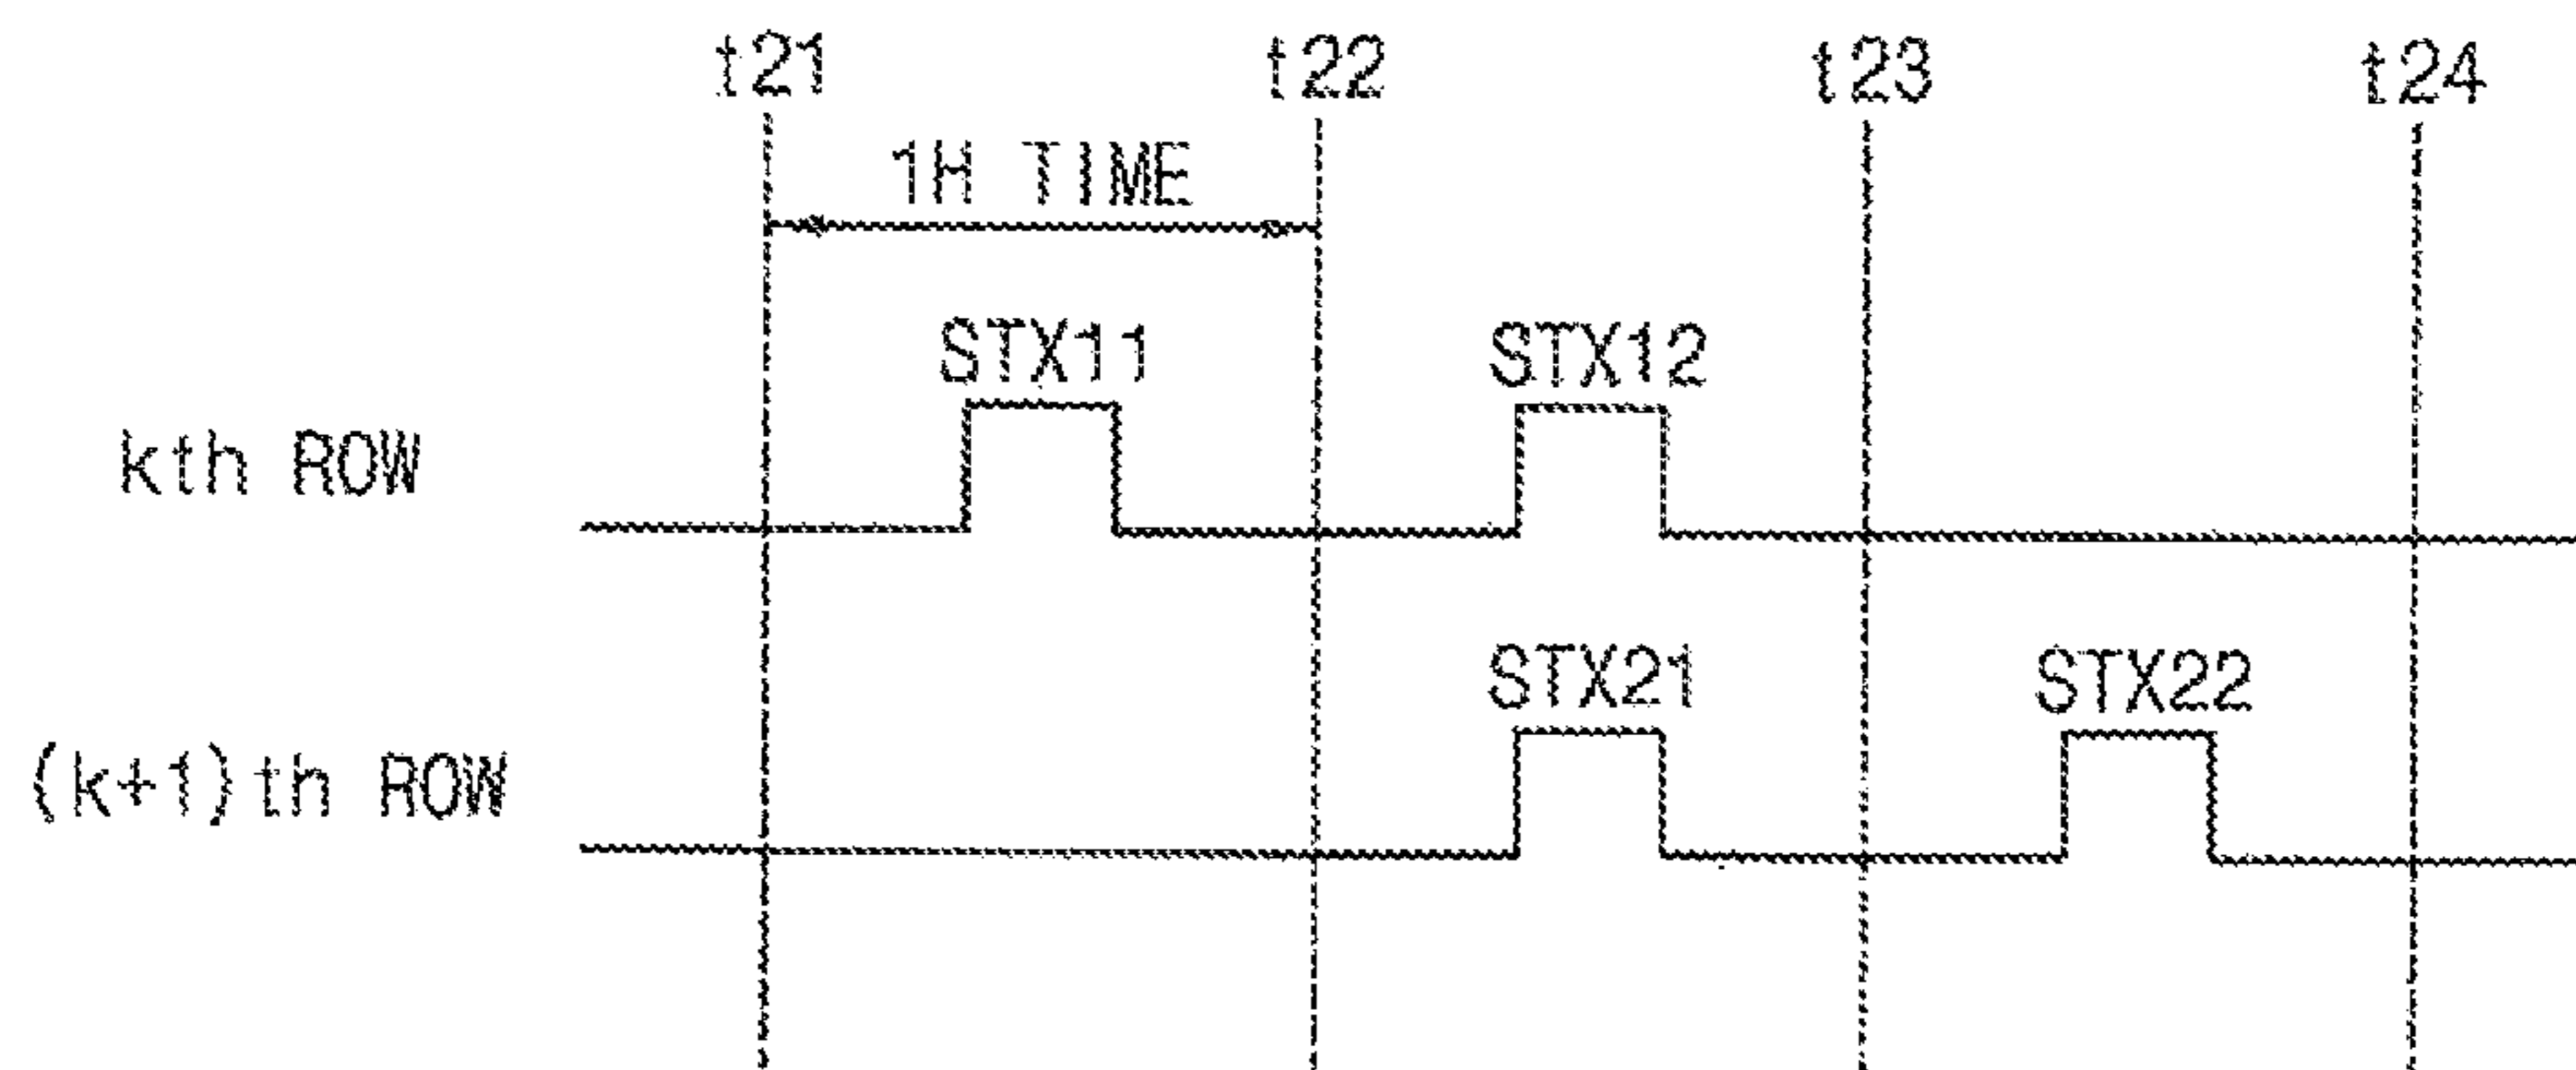 t21 t22 t23 t24
1H TIME
STX11 STX12
kth ROW
STX21 STX22
(k+1)th ROW